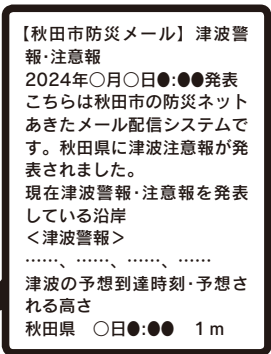 【秋田市防災メール】津波警
報･注意報
2024年○月○日●:●●発表
こちらは秋田市の防災ネット
あきたメール配信システムで
す。秋田県に津波注意報が発
表されました。
現在津波警報･注意報を発表
している沿岸
＜津波警報＞
……、……、……、……
津波の予想到達時刻･予想さ
れる高さ
秋田県　○日●:●●　1 m